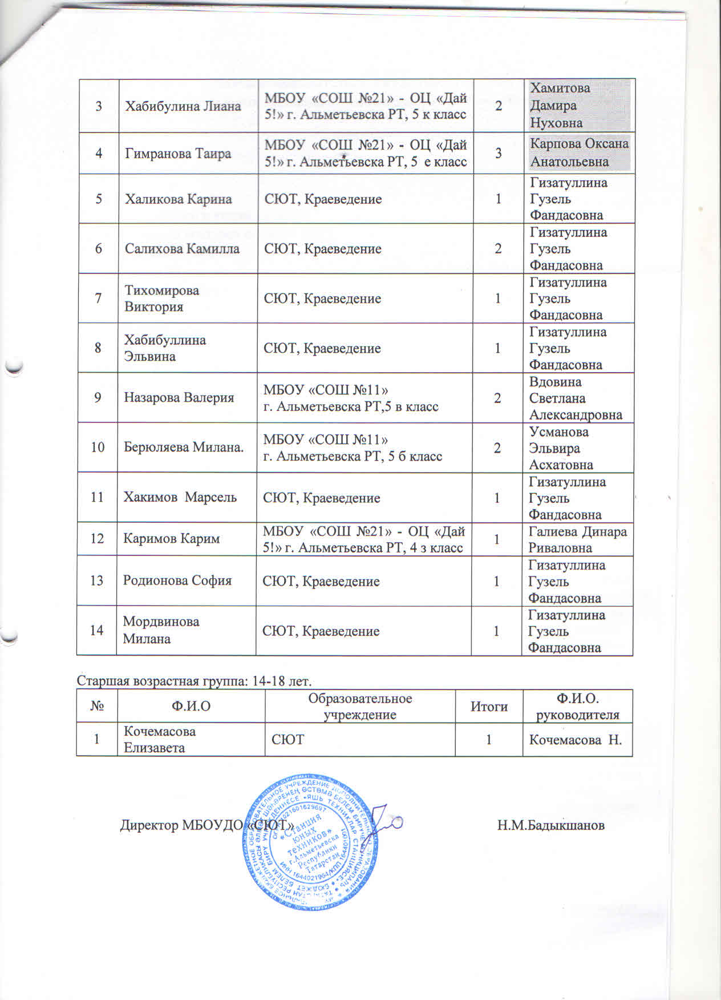 3 Хабибулина Лиана МБОУ «СОШ №21» - ОЦ «Дай 5!» г. Альметьевска РТ, 5 к класс 2 Хамитова Дамира Нуховна
4 Гимранова Таира МБОУ «СОШ №21» - ОЦ «Дай 5!» г. Альметьевска РТ, 5 е класс 3 Карпова Оксана Анатольевна
5 Халикова Карина СЮТ, Краеведение 1 Гизатуллина Гузель Фандасовна
6 Салихова Камилла СЮТ, Краеведение 2 Гизатуллина Гузель Фандасовна
7 Тихомирова Виктория СЮТ, Краеведение 1 Гизатуллина Гузель Фандасовна
8 Хабибуллина Эльвина СЮТ, Краеведение 1 Гизатуллина Гузель Фандасовна
9 Назарова Валерия МБОУ «СОШ №11» г. Альметьевска РТ,5 в класс 2 Вдовина Светлана Александровна
10 Берюляева Милана. МБОУ «СОШ №11» г. Альметьевска РТ, 5 б класс 2 Усманова Эльвира Асхатовна
11 Хакимов Марсель СЮТ, Краеведение 1 Гизатуллина Гузель Фандасовна
12 Каримов Карим МБОУ «СОШ №21» - ОЦ «Дай 5!» г. Альметьевска РТ, 4 з класс 1 Галиева Динара Риваловна
13 Родионова София СЮТ, Краеведение 1 Гизатуллина Гузель Фандасовна
14 Мордвинова Милана СЮТ, Краеведение 1 Гизатуллина Гузель Фандасовна
Старшая возрастная группа: 14-18 лет.
№ Ф.И.О Образовательное учреждение Итоги Ф.И.О. руководителя
1 Кочемасова Елизавета СЮТ 1 Кочемасова Н.
Директор МБОУДО «СЮТ» Н.М.Бадыкшанов
«Станция
юных
техников»
г.Альметьевска
Республики
Татарстан
ИНН 1644021964/КПП 164401001